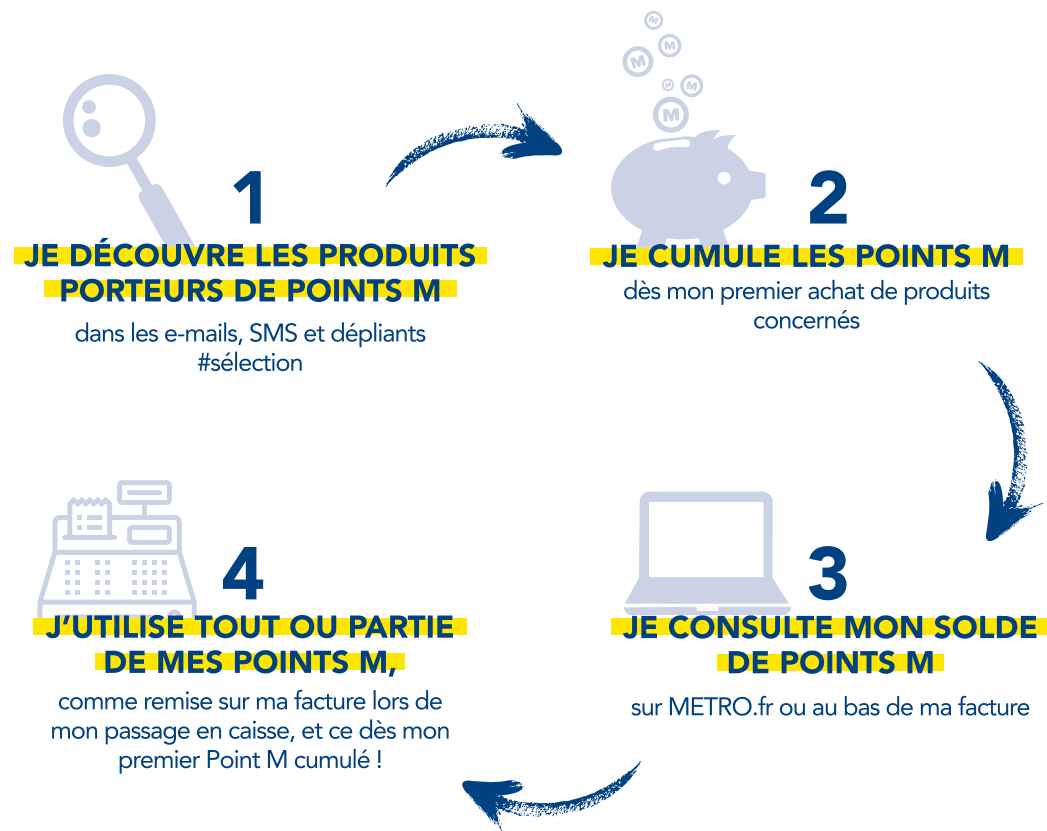 1
JE DÉCOUVRE LES PRODUITS
PORTEURS DE POINTS M
dans les e-mails, SMS et dépliants
#sélection
M
M
M
M
M
M
2
JE CUMULE LES POINTS M
dès mon premier achat de produits
concernés
3
JE CONSULTE MON SOLDE
DE POINTS M
sur METRO.fr ou au bas de ma facture
4
J’UTILISE TOUT OU PARTIE
DE MES POINTS M,
comme remise sur ma facture lors de
mon passage en caisse, et ce dès mon
premier Point M cumulé !